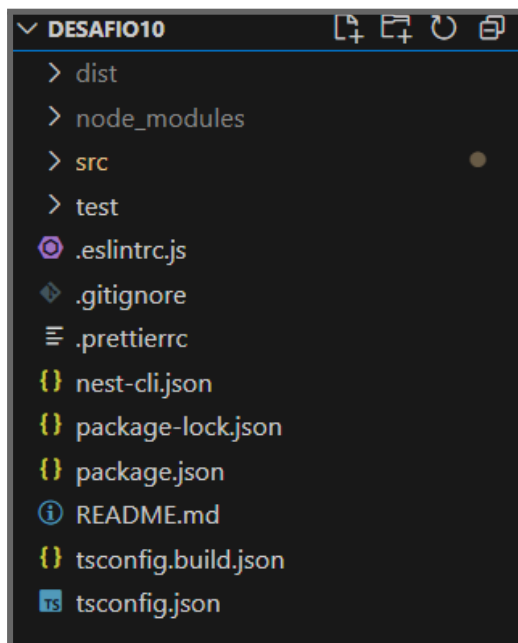 DESAFIO10
dist
node_modules
src
test
.eslintrc.js
.gitignore
.prettierrc
nest-cli.json
package-lock.json
package.json
README.md
tsconfig.build.json
TS tsconfig.json